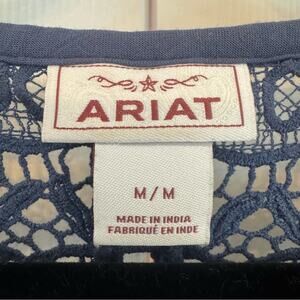 ARIAT
M/M
MADE IN INDIA
FABRIQUÉ EN INDE